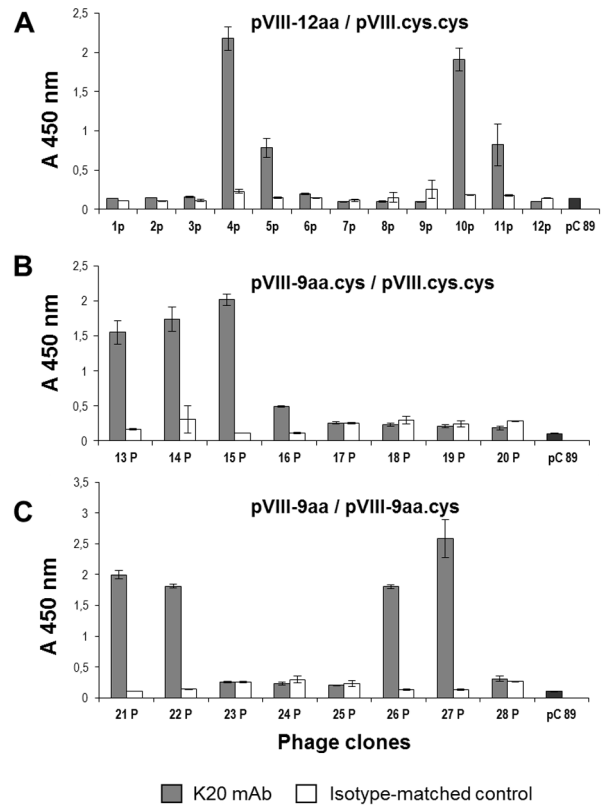 A
pVIII-12aa / pVIII.cys.cys
A 450 nm
2,5
2
1,5
1
0,5
0
1p 2p 3p 4p 5p 6p 7p 8p 9p 10p 11p 12p pC 89
B
pVIII-9aa.cys / pVIII.cys.cys
A 450 nm
2,5
2
1,5
1
0,5
0
13 P 14 P 15 P 16 P 17 P 18 P 19 P 20 P pC 89
C
pVIII-9aa / pVIII-9aa.cys
A 450 nm
3,5
3
2,5
2
1,5
1
0,5
0
21 P 22 P 23 P 24 P 25 P 26 P 27 P 28 P pC 89
Phage clones
K20 mAb Isotype-matched control